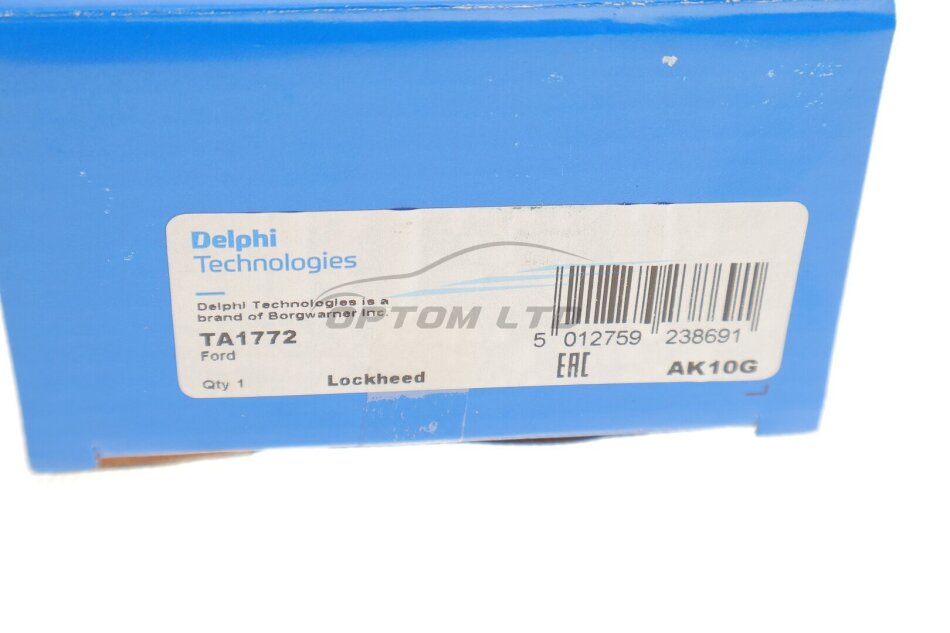 Delphi
Technologies
Delphi Technologies is a
brand of Borgwarner Inc.
OPTOM LTD
TA1772
Ford
5 012759 238691
EAC
Qty 1
Lockheed
AK10G